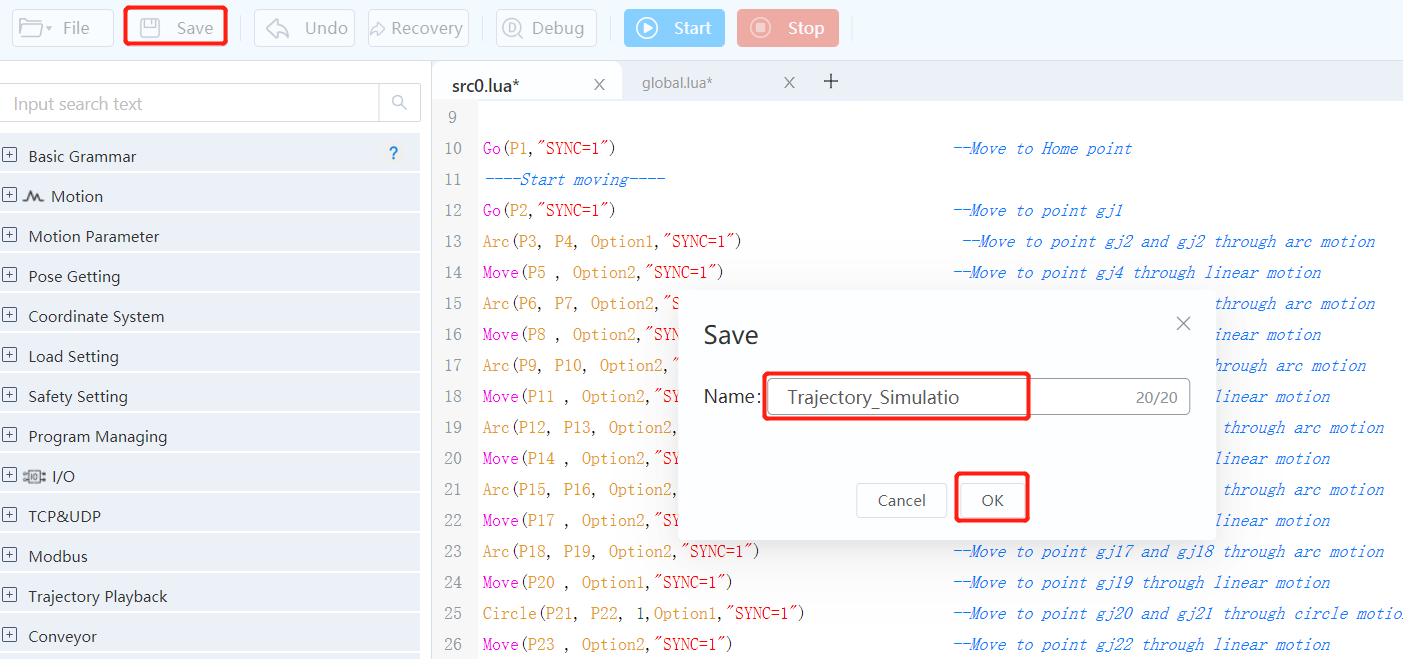 File Save Undo Recovery Debug Start Stop
src0.lua* global.lua*
Input search text
Basic Grammar ?
Motion
Motion Parameter
Pose Getting
Coordinate System
Load Setting
Safety Setting
Program Managing
I/O
TCP&UDP
Modbus
Trajectory Playback
Conveyor
9
10 Go(P1,"SYNC=1") --Move to Home point
11 ----Start moving----
12 Go(P2,"SYNC=1") --Move to point gj1
13 Arc(P3, P4, Option1,"SYNC=1") --Move to point gj2 and gj2 through arc motion
14 Move(P5 , Option2,"SYNC=1") --Move to point gj4 through linear motion
15 Arc(P6, P7, Option2,"S through arc motion
16 Move(P8 , Option2,"SYN inear motion
17 Arc(P9, P10, Option2," hrough arc motion
18 Move(P11 , Option2,"SY linear motion
19 Arc(P12, P13, Option2, through arc motion
20 Move(P14 , Option2,"SY linear motion
21 Arc(P15, P16, Option2, through arc motion
22 Move(P17 , Option2,"SY linear motion
23 Arc(P18, P19, Option2,"SYNC=1") --Move to point gj17 and gj18 through arc motion
24 Move(P20 , Option1,"SYNC=1") --Move to point gj19 through linear motion
25 Circle(P21, P22, 1,Option1,"SYNC=1") --Move to point gj20 and gj21 through circle motio
26 Move(P23 , Option2,"SYNC=1") --Move to point gj22 through linear motion
Save
Name: Trajectory_Simulatio 20/20
Cancel OK